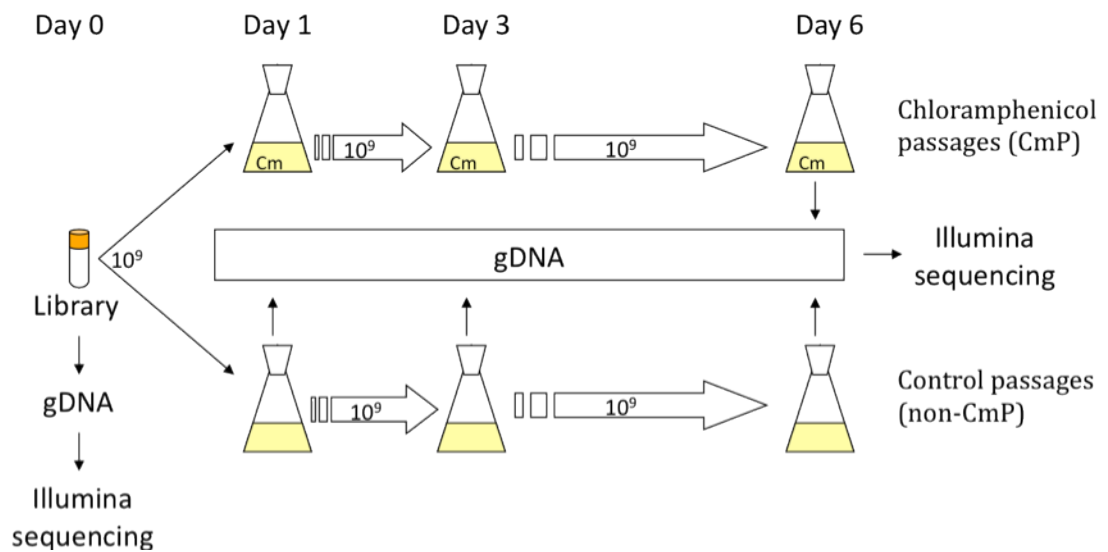 Day 0
Day 1
Day 3
Day 6
Cm
10⁹
Cm
10⁹
Cm
Chloramphenicol
passages (CmP)
10⁹
Library
gDNA
Illumina
sequencing
gDNA
Illumina
sequencing
10⁹
10⁹
Control passages
(non-CmP)